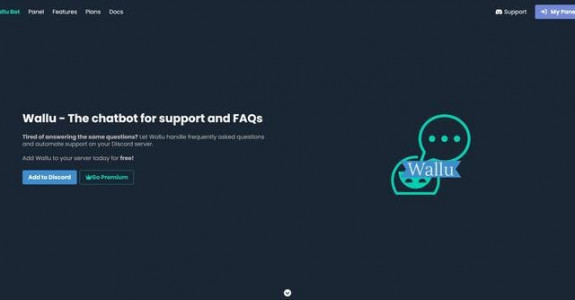 llu Bot Panel Features Plans Docs Support My Pane
Wallu - The chatbot for support and FAQs
Tired of answering the same questions? Let Wallu handle frequently asked questions
and automate support on your Discord server.
Add Wallu to your server today for free!
Add to Discord Go Premium
Wallu